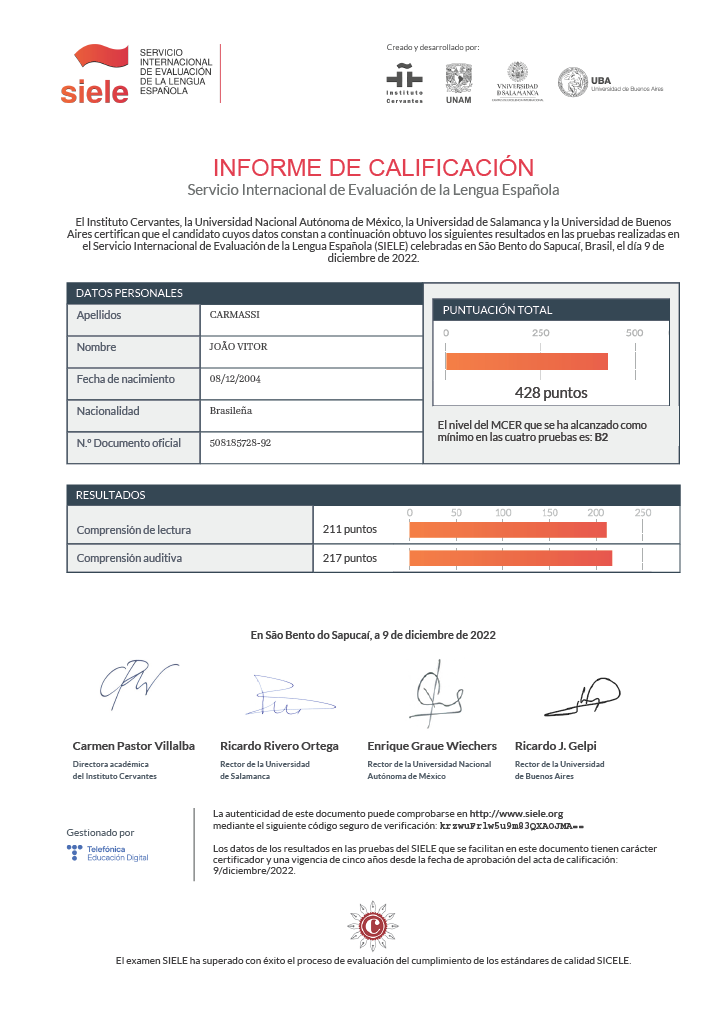 siele
SERVICIO
INTERNACIONAL
DE EVALUACIÓN
DE LA LENGUA
ESPAÑOLA
Creado y desarrollado por:
Instituto
Cervantes
UNAM
VNIVERSIDAD
D SALAMANCA
UBA
Universidad de Buenos Aires
INFORME DE CALIFICACIÓN
Servicio Internacional de Evaluación de la Lengua Española
El Instituto Cervantes, la Universidad Nacional Autónoma de México, la Universidad de Salamanca y la Universidad de Buenos
Aires certifican que el candidato cuyos datos constan a continuación obtuvo los siguientes resultados en las pruebas realizadas en
el Servicio Internacional de Evaluación de la Lengua Española (SIELE) celebradas en São Bento do Sapucaí, Brasil, el día 9 de
diciembre de 2022.
DATOS PERSONALES
Apellidos CARMASSI
Nombre JOÃO VITOR
Fecha de nacimiento 08/12/2004
Nacionalidad Brasileña
N.º Documento oficial 508185728-92
PUNTUACIÓN TOTAL
0 250 500
428 puntos
El nivel del MCER que se ha alcanzado como
mínimo en las cuatro pruebas es: B2
RESULTADOS
0 50 100 150 200 250
Comprensión de lectura 211 puntos
Comprensión auditiva 217 puntos
En São Bento do Sapucaí, a 9 de diciembre de 2022
Carmen Pastor Villalba
Directora académica
del Instituto Cervantes
Ricardo Rivero Ortega
Rector de la Universidad
de Salamanca
Enrique Graue Wiechers
Rector de la Universidad Nacional
Autónoma de México
Ricardo J. Gelpi
Rector de la Universidad
de Buenos Aires
Gestionado por
Telefónica
Educación Digital
La autenticidad de este documento puede comprobarse en http://www.siele.org
mediante el siguiente código seguro de verificación: krzwuFrlw5u9m83QXAOJMA==
Los datos de los resultados en las pruebas del SIELE que se facilitan en este documento tienen carácter
certificador y una vigencia de cinco años desde la fecha de aprobación del acta de calificación:
9/diciembre/2022.
El examen SIELE ha superado con éxito el proceso de evaluación del cumplimiento de los estándares de calidad SICELE.